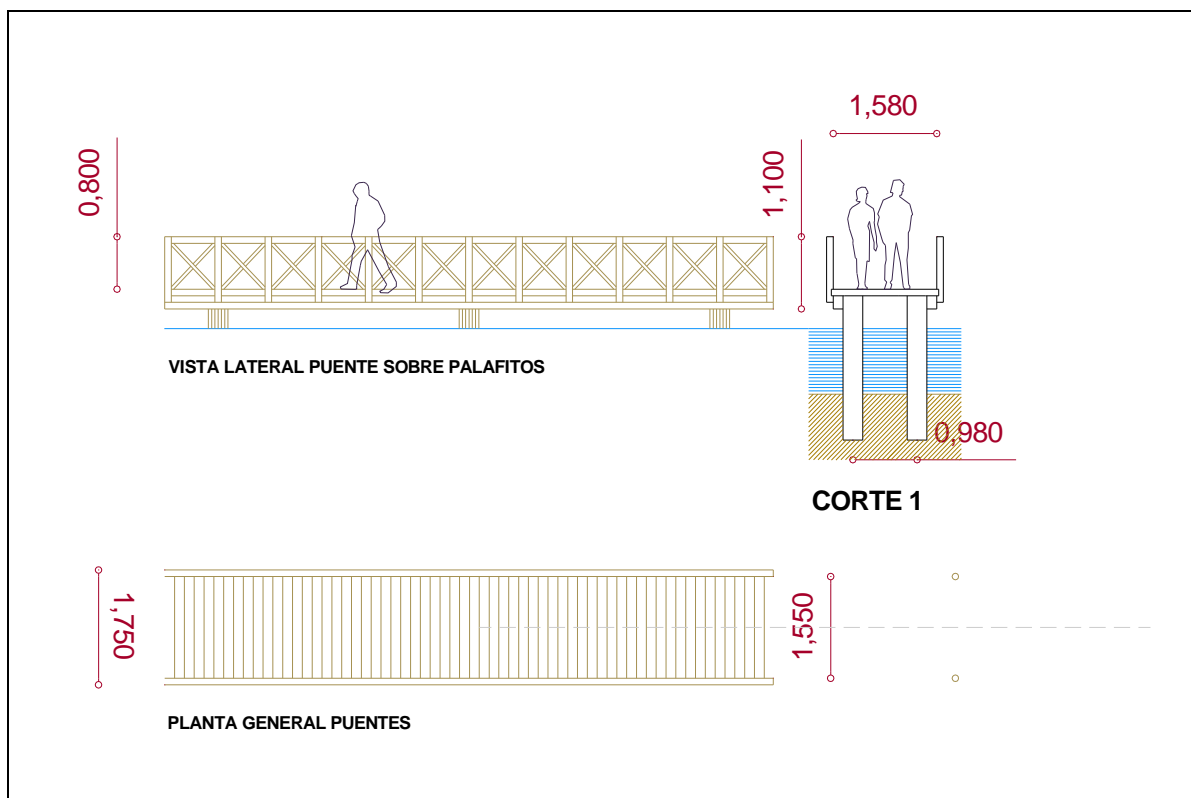 1,580
0,800
1,100
VISTA LATERAL PUENTE SOBRE PALAFITOS
0,980
CORTE 1
1,750
1,550
PLANTA GENERAL PUENTES